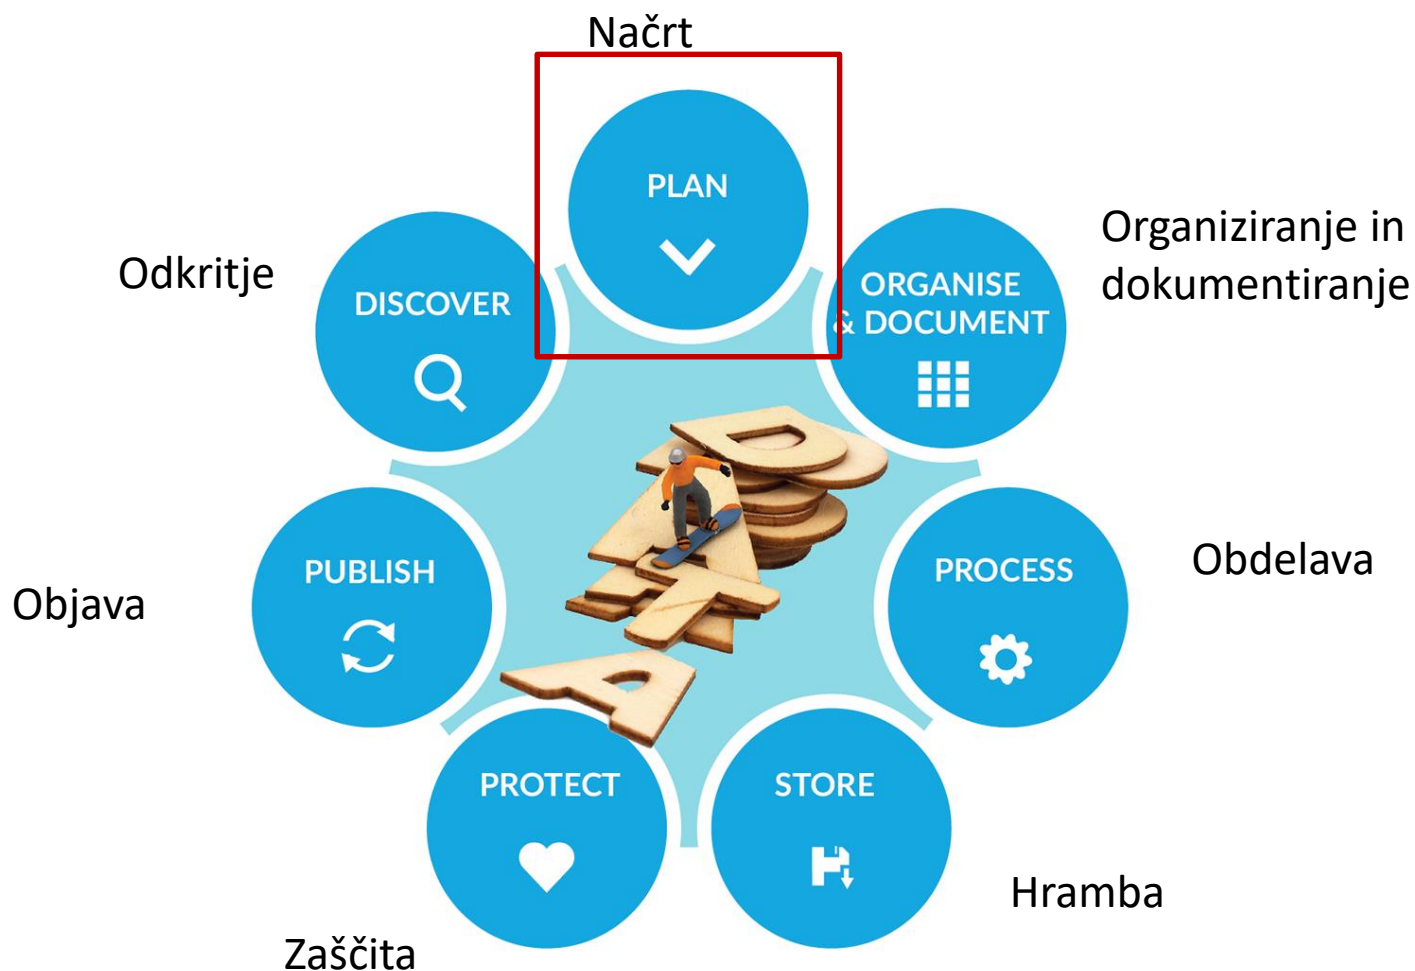 Načrt
PLAN
Organiziranje in
dokumentiranje
ORGANISE
& DOCUMENT
Odkritje
DISCOVER
PROCESS
Obdelava
PUBLISH
Objava
D
A
T
A
PROTECT
STORE
Hramba
Zaščita